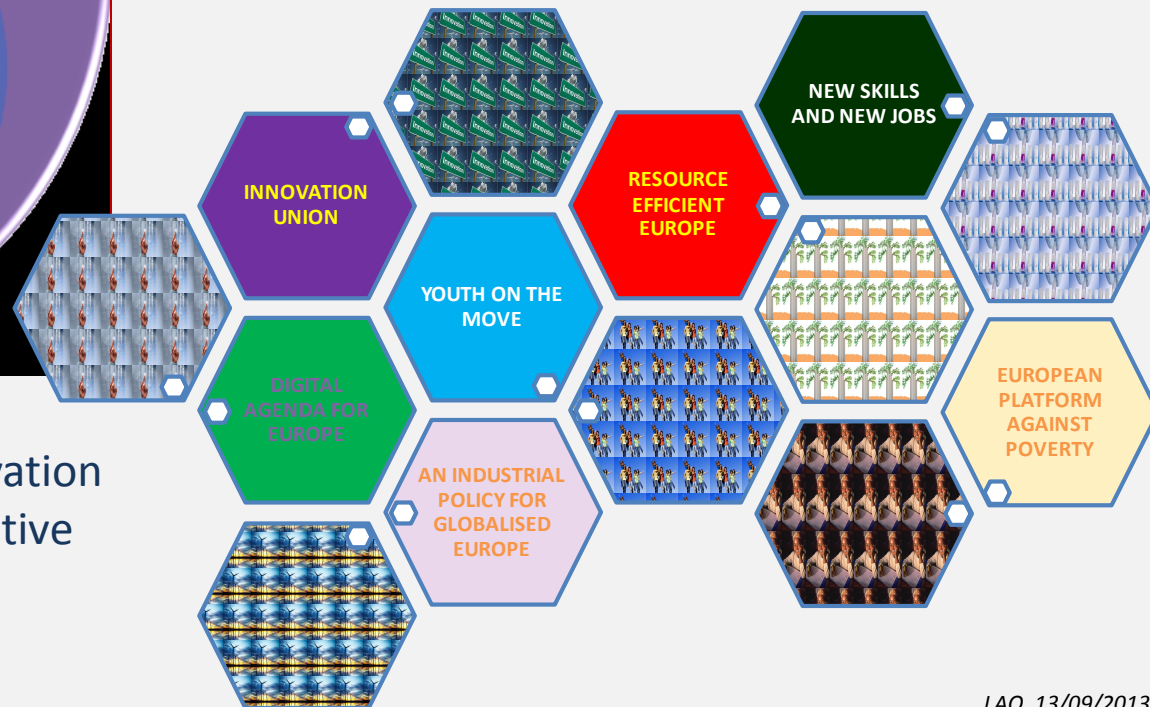 NEW SKILLS
AND NEW JOBS
INNOVATION
UNION
RESOURCE
EFFICIENT
EUROPE
YOUTH ON THE
MOVE
DIGITAL
AGENDA FOR
EUROPE
EUROPEAN
PLATFORM
AGAINST
POVERTY
AN INDUSTRIAL
POLICY FOR
GLOBALISED
EUROPE
vation
tive
LAO, 13/09/2013